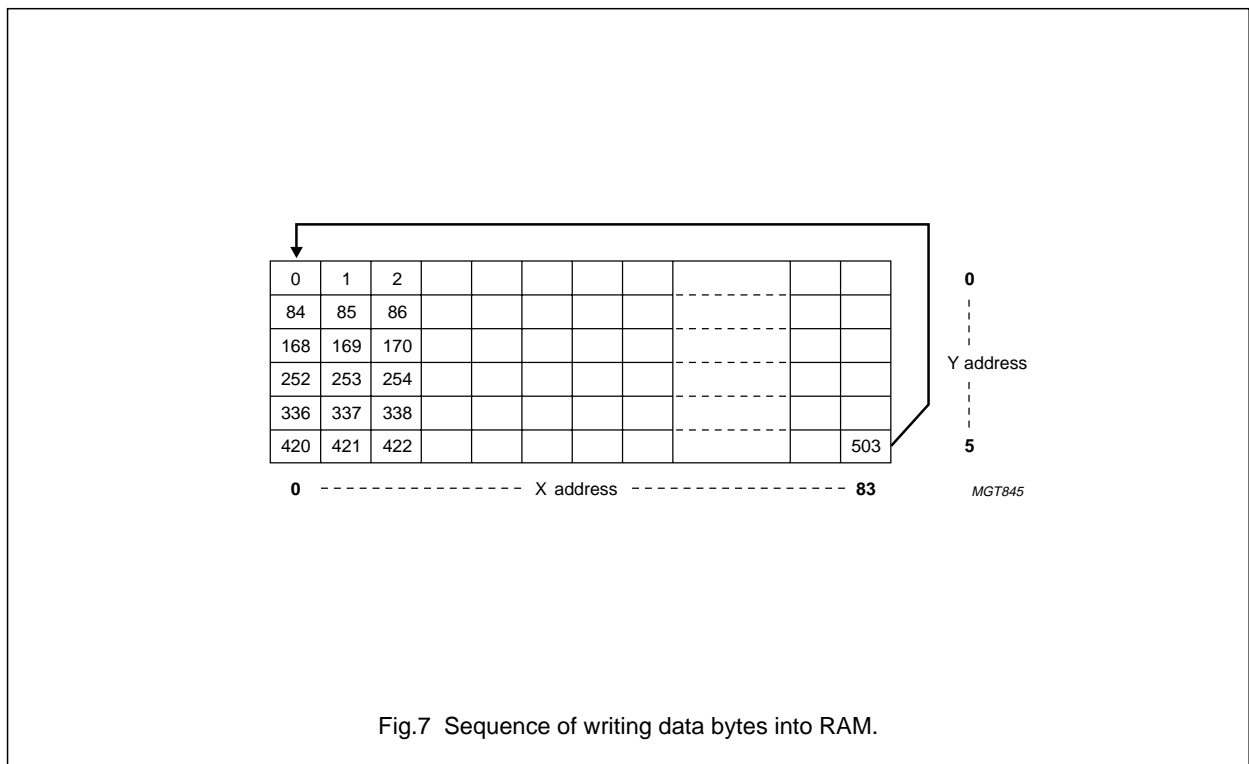 0 1 2
0
84 85 86
168 169 170
Y address
252 253 254
336 337 338
420 421 422 503
5
0 X address 83
MGT845
Fig.7 Sequence of writing data bytes into RAM.